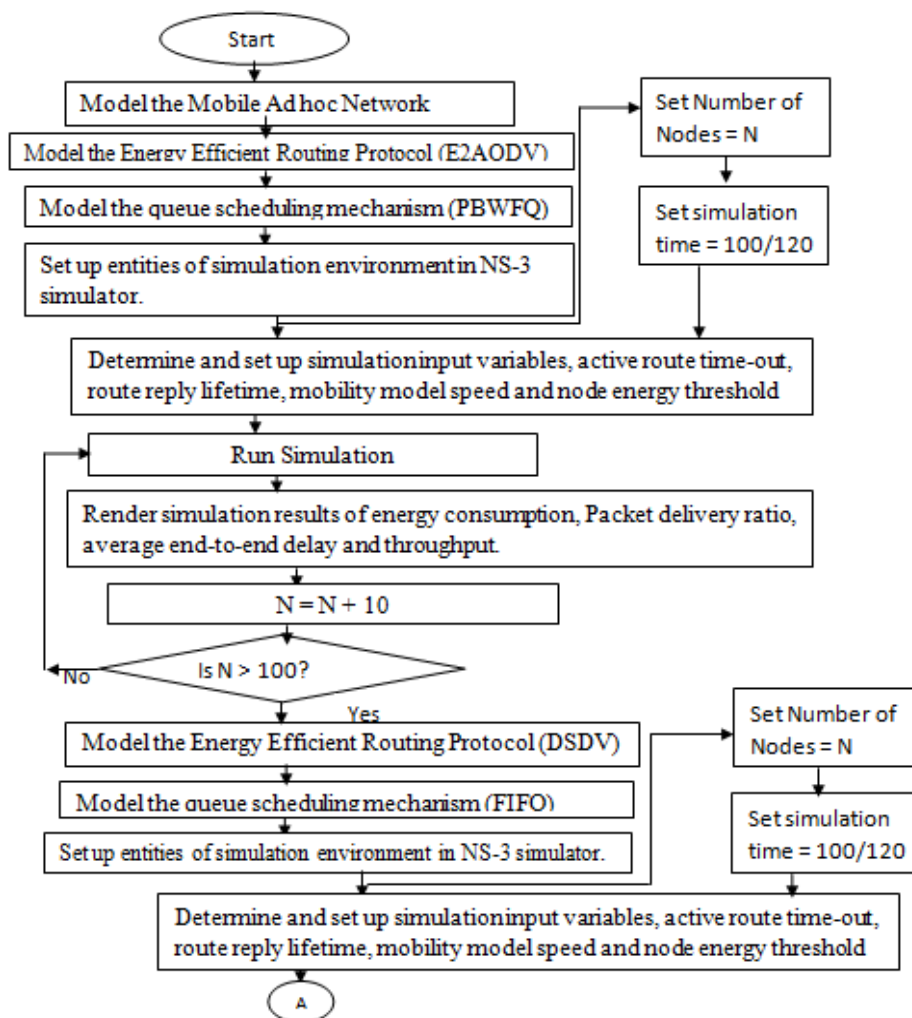 Start
Model the Mobile Ad hoc Network
Model the Energy Efficient Routing Protocol (E2AODV)
Model the queue scheduling mechanism (PBWFQ)
Set up entities of simulation environment in NS-3
simulator.
Set Number of
Nodes = N
Set simulation
time = 100/120
Determine and set up simulation input variables, active route time-out,
route reply lifetime, mobility model speed and node energy threshold
Run Simulation
Render simulation results of energy consumption, Packet delivery ratio,
average end-to-end delay and throughput.
N = N + 10
Is N > 100?
No
Yes
Model the Energy Efficient Routing Protocol (DSDV)
Model the queue scheduling mechanism (FIFO)
Set up entities of simulation environment in NS-3 simulator.
Set Number of
Nodes = N
Set simulation
time = 100/120
Determine and set up simulation input variables, active route time-out,
route reply lifetime, mobility model speed and node energy threshold
A